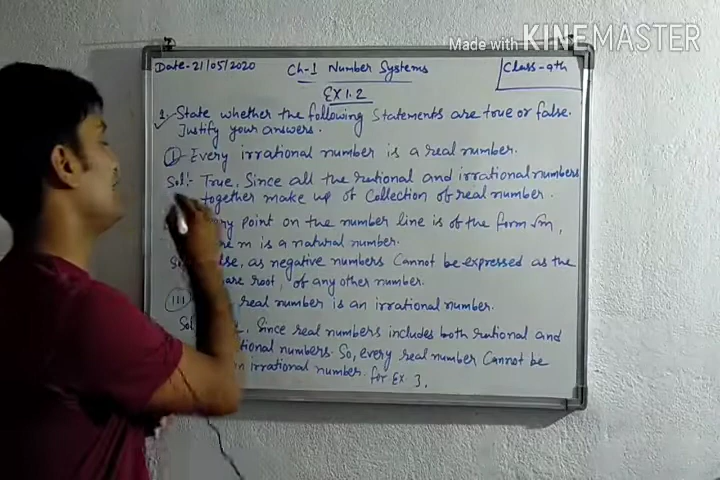 Made with KINEMASTER
Date-21/05/2020 Ch-1 Number Systems Class-9th
EX 1.2
1. State whether the following Statements are true or false.
Justify your answers.
I Every irrational number is a real number.
Sol:- True, Since all the rational and irrational numbers
together make up of Collection of real number.
point on the number line is of the form √m,
m is a natural number.
as negative numbers Cannot be expressed as the
root, of any other number.
III real number is an irrational number.
Sol Since real numbers includes both rational and
numbers. So, every real number Cannot be
irrational number. for EX 3.